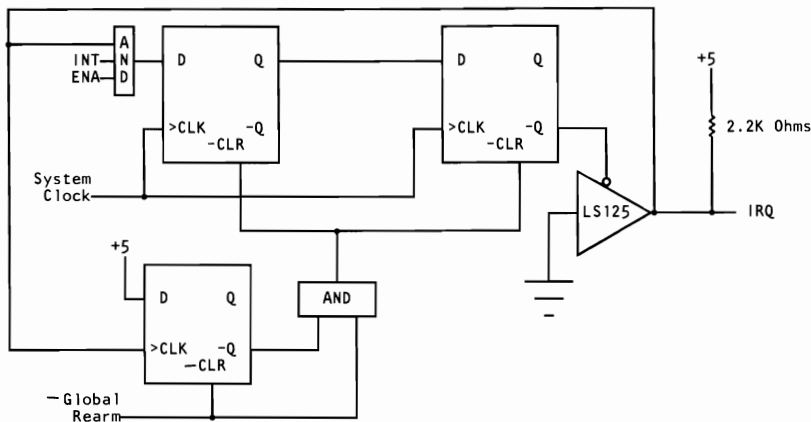 A
N
D
INT
ENA
D Q
>CLK -Q
-CLR
D Q
>CLK -Q
-CLR
+5
2.2K Ohms
System
Clock
LS125
IRQ
+5
D Q
>CLK -Q
-CLR
AND
-Global
Rearm